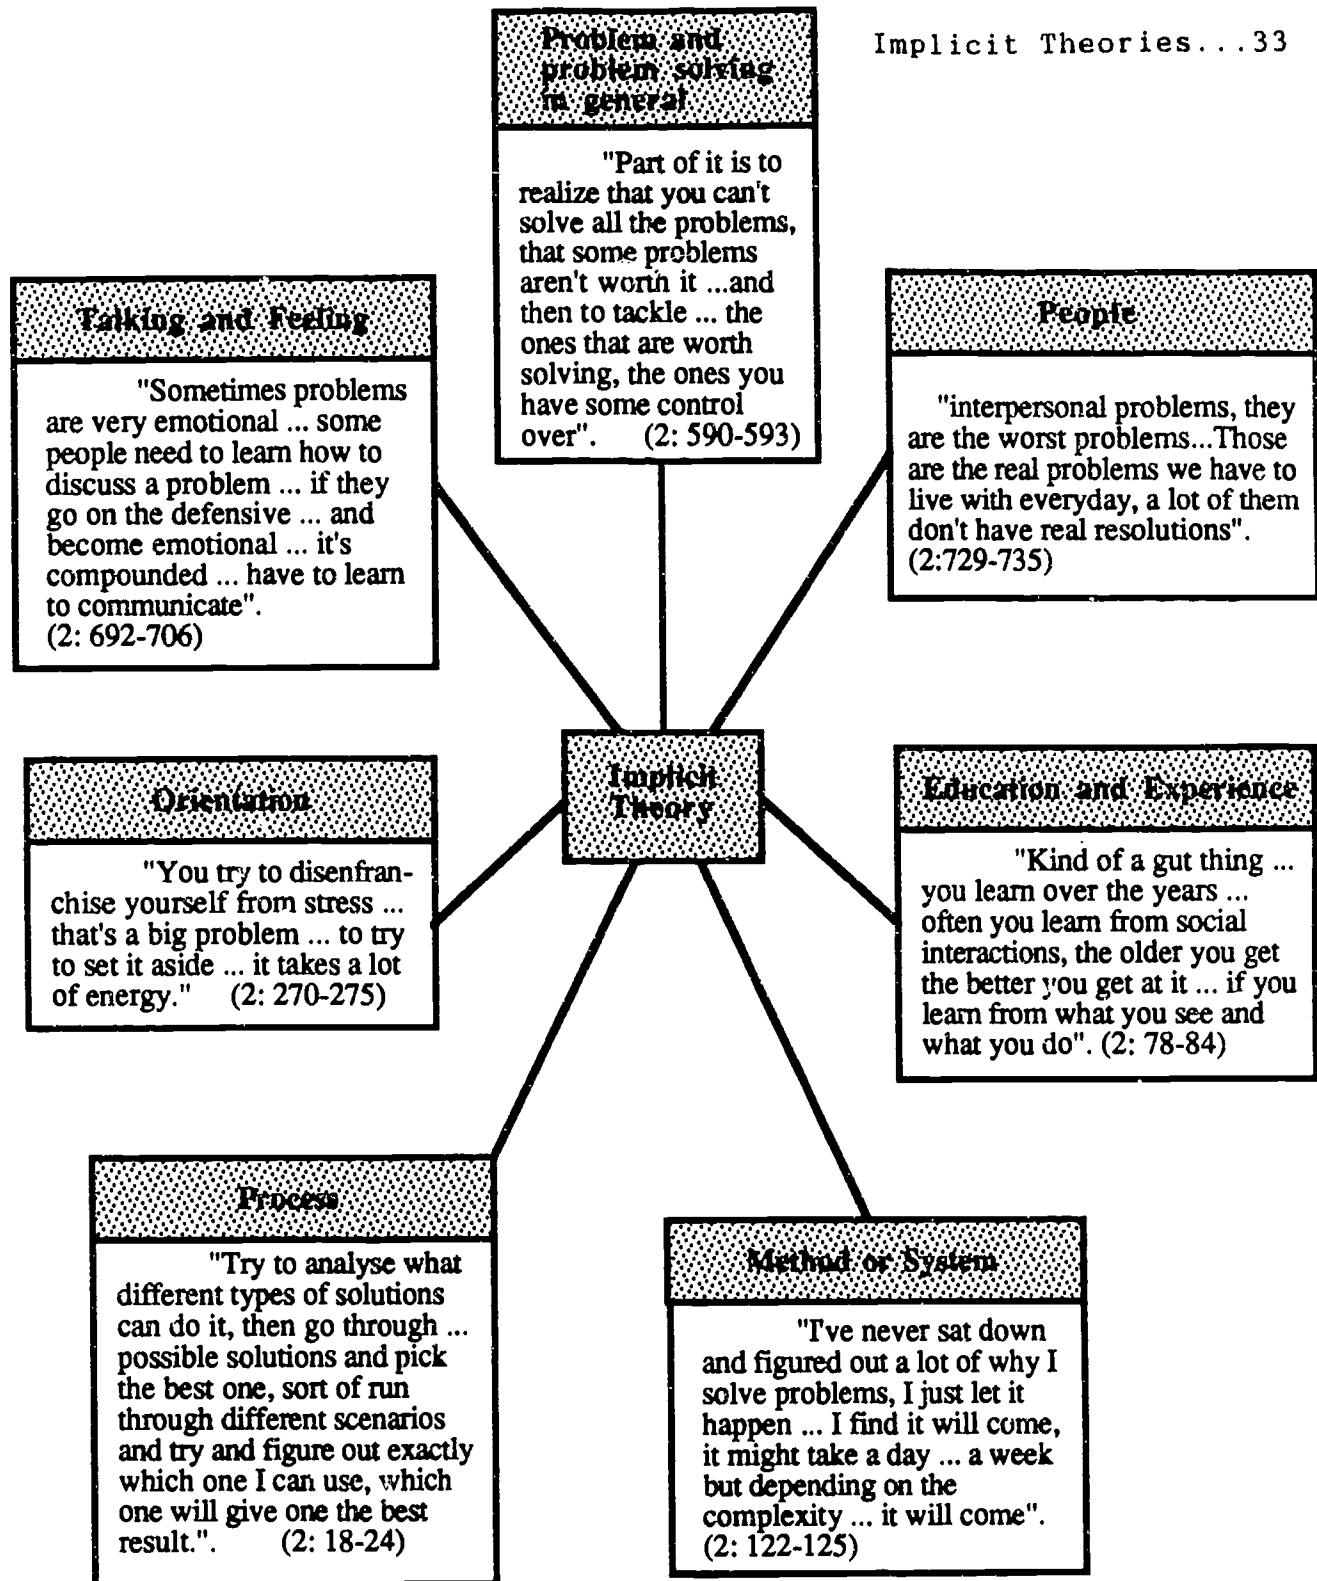 Implicit Theories...33
Problem and
problem solving
in general
"Part of it is to
realize that you can't
solve all the problems,
that some problems
aren't worth it ...and
then to tackle ... the
ones that are worth
solving, the ones you
have some control
over". (2: 590-593)
Talking and Feeling
"Sometimes problems
are very emotional ... some
people need to learn how to
discuss a problem ... if they
go on the defensive ... and
become emotional ... it's
compounded ... have to learn
to communicate".
(2: 692-706)
People
"interpersonal problems, they
are the worst problems...Those
are the real problems we have to
live with everyday, a lot of them
don't have real resolutions".
(2:729-735)
Implicit
Theory
Orientation
"You try to disenfran-
chise yourself from stress ...
that's a big problem ... to try
to set it aside ... it takes a lot
of energy." (2: 270-275)
Education and Experience
"Kind of a gut thing ...
you learn over the years ...
often you learn from social
interactions, the older you get
the better you get at it ... if you
learn from what you see and
what you do". (2: 78-84)
Process
"Try to analyse what
different types of solutions
can do it, then go through ...
possible solutions and pick
the best one, sort of run
through different scenarios
and try and figure out exactly
which one I can use, which
one will give one the best
result.". (2: 18-24)
Method or System
"I've never sat down
and figured out a lot of why I
solve problems, I just let it
happen ... I find it will come,
it might take a day ... a week
but depending on the
complexity ... it will come".
(2: 122-125)